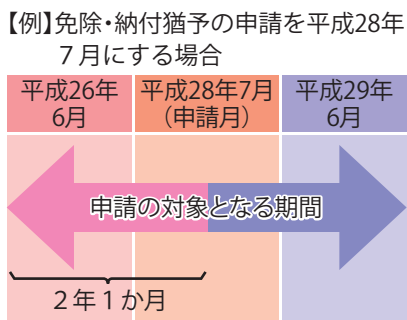 【例】免除・納付猶予の申請を平成28年
７月にする場合
平成26年
6月
平成28年7月
（申請月）
平成29年
6月
申請の対象となる期間
２年１か月